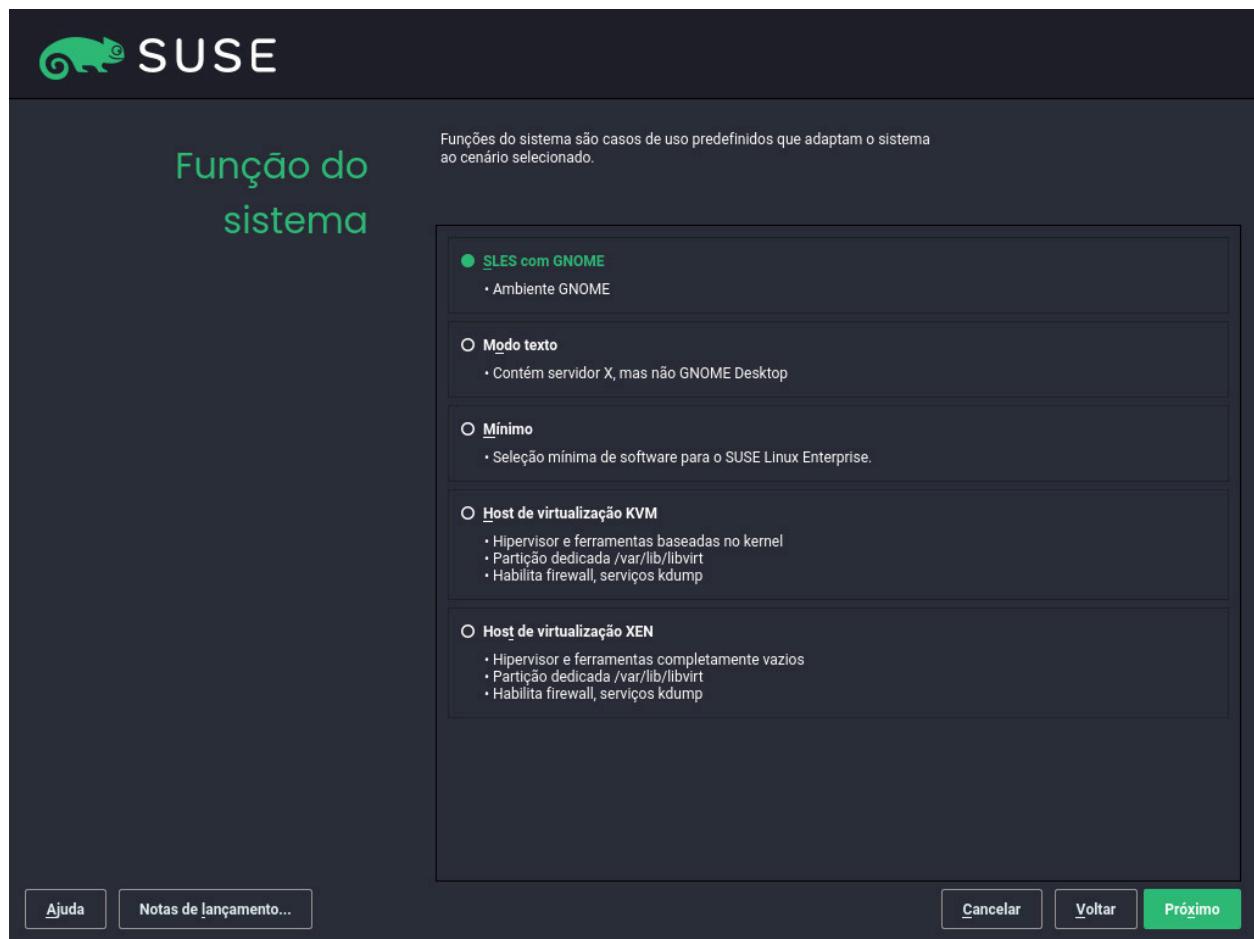 SUSE
Função do
sistema
Funções do sistema são casos de uso predefinidos que adaptam o sistema
ao cenário selecionado.
SLES com GNOME
• Ambiente GNOME
Modo texto
• Contém servidor X, mas não GNOME Desktop
Mínimo
• Seleção mínima de software para o SUSE Linux Enterprise.
Host de virtualização KVM
• Hipervisor e ferramentas baseadas no kernel
• Partição dedicada /var/lib/libvirt
• Habilita firewall, serviços kdump
Host de virtualização XEN
• Hipervisor e ferramentas completamente vazios
• Partição dedicada /var/lib/libvirt
• Habilita firewall, serviços kdump
Ajuda Notas de lançamento... Cancelar Voltar Próximo